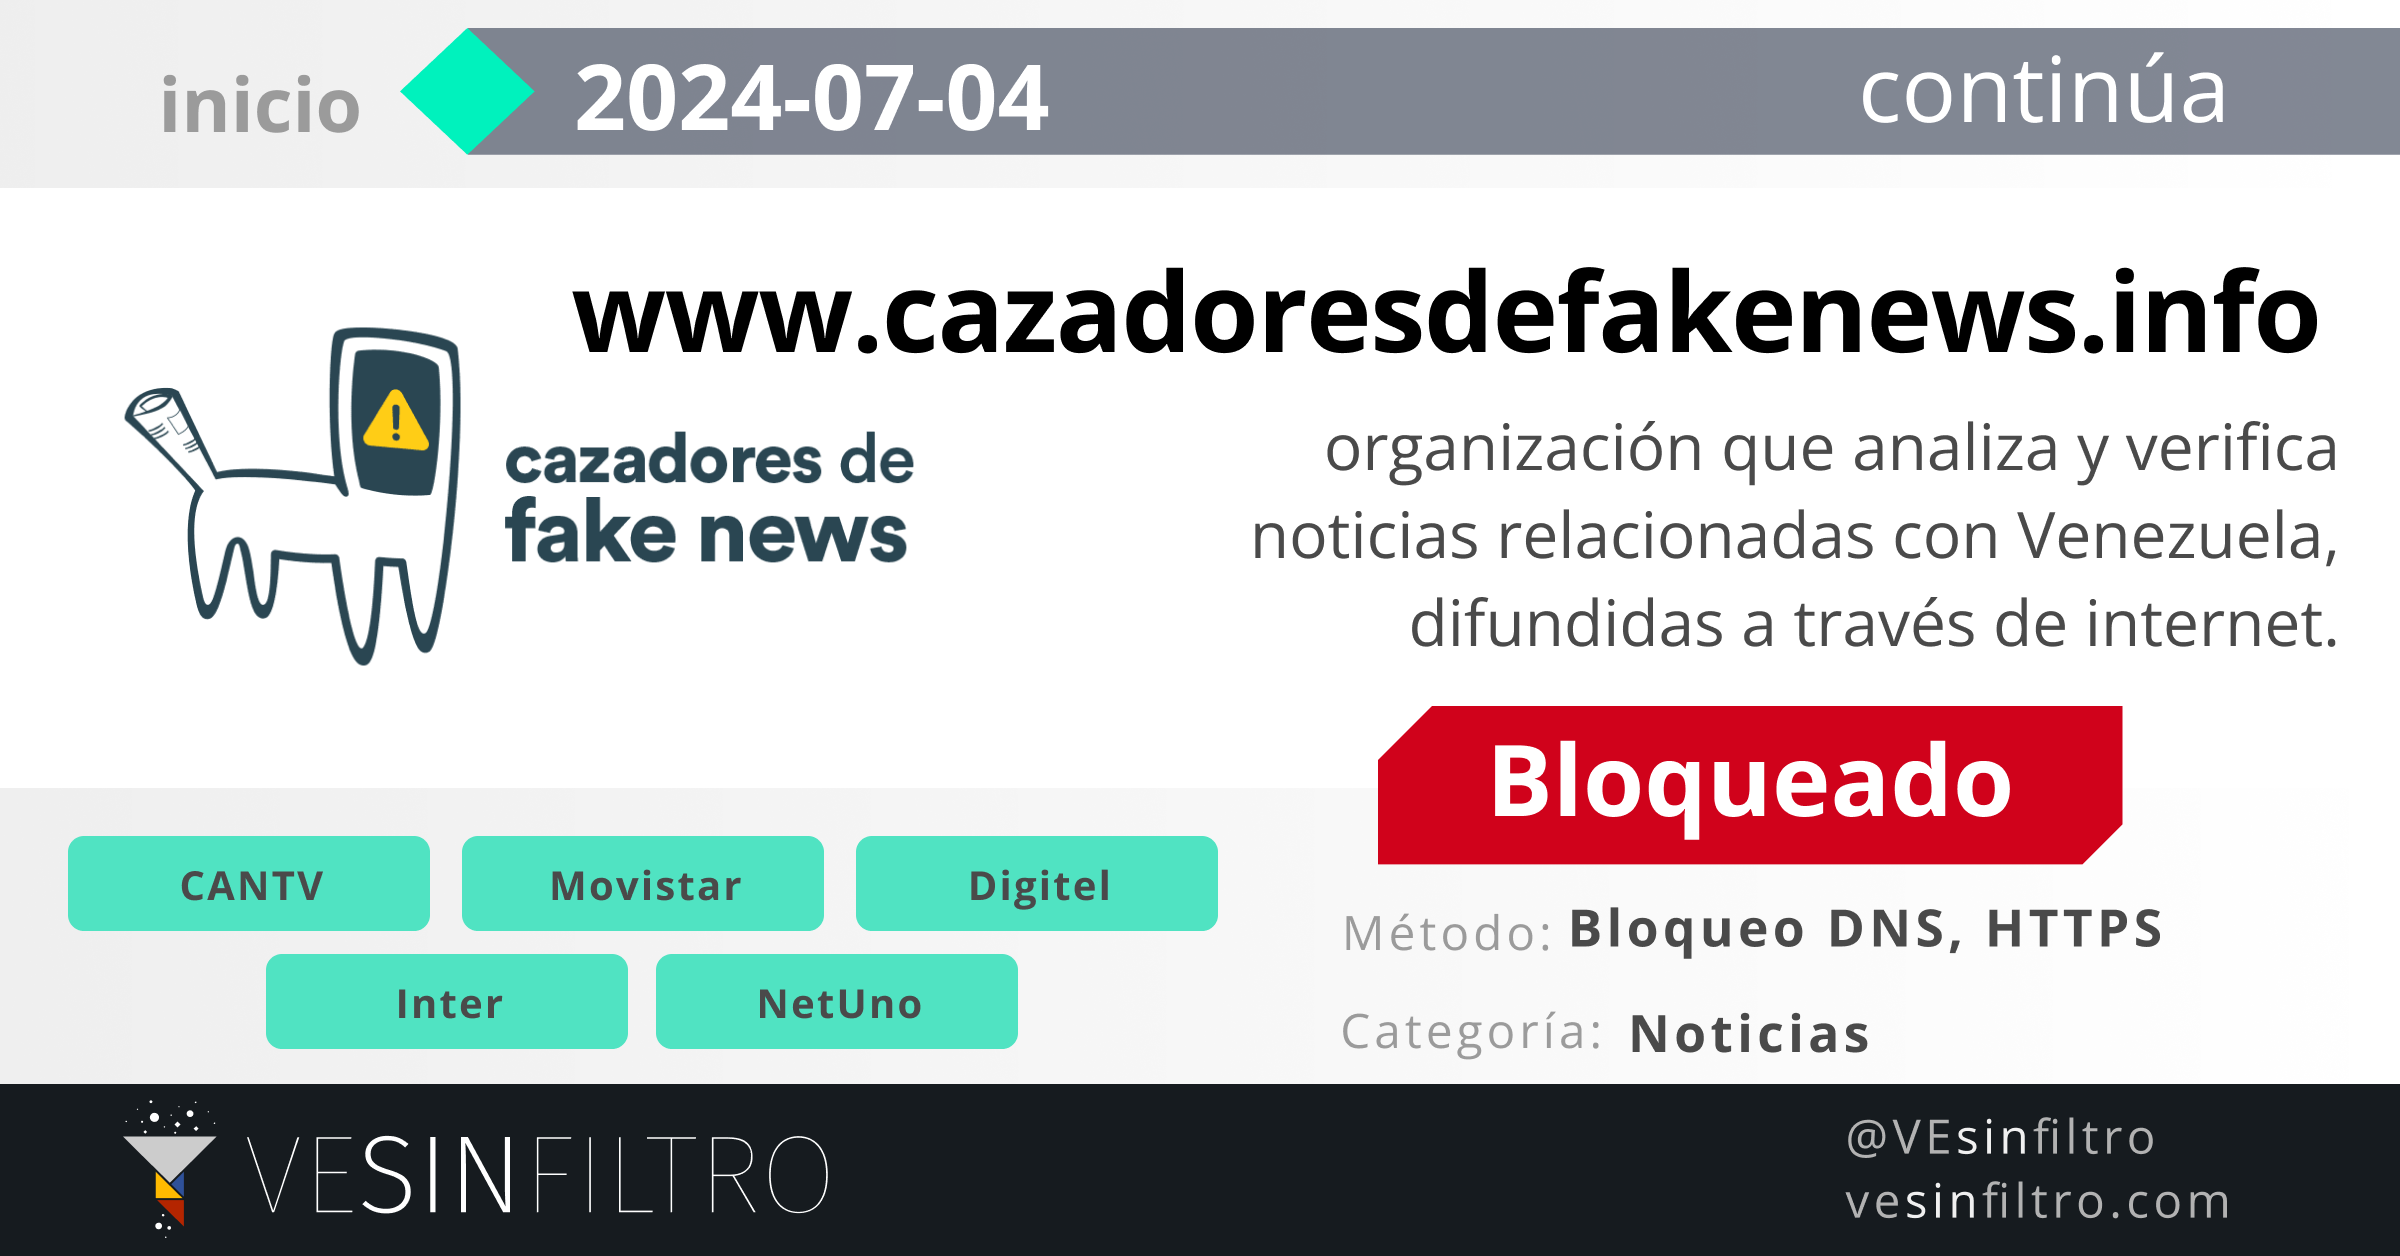 inicio
2024-07-04
continúa
www.cazadoresdefakenews.info
cazadores de
fake news
organización que analiza y verifica
noticias relacionadas con Venezuela,
difundidas a través de internet.
Bloqueado
CANTV
Movistar
Digitel
Inter
NetUno
Método: Bloqueo DNS, HTTPS
Categoría: Noticias
VESINFILTRO
@VEsinfiltro
vesinfiltro.com